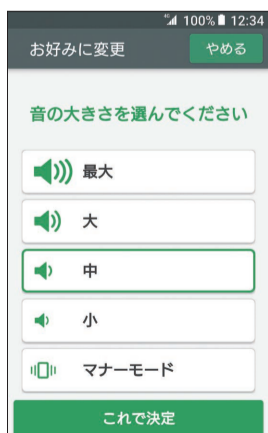 4G 100% 12:34
お好みに変更 やめる
音の大きさを選んでください
最大
大
中
小
マナーモード
これで決定